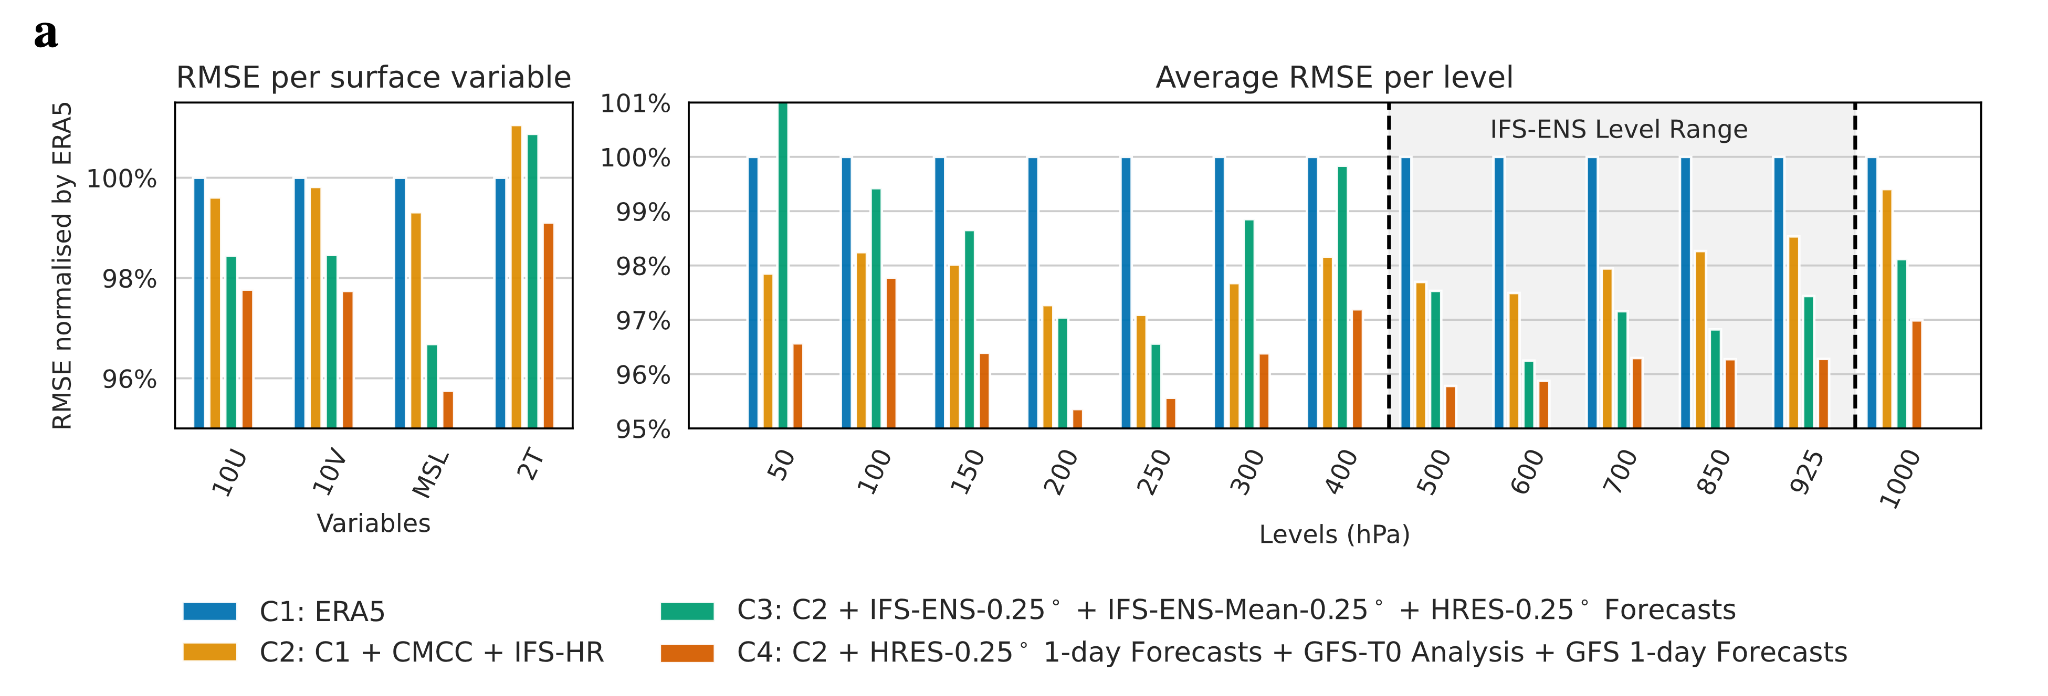 a
RMSE per surface variable
RMSE normalised by ERA5
100%
98%
96%
10U
10V
MSL
2T
Variables
Average RMSE per level
101%
100%
99%
98%
97%
96%
95%
IFS-ENS Level Range
50
100
150
200
250
300
400
500
600
700
850
925
1000
Levels (hPa)
C1: ERA5
C2: C1 + CMCC + IFS-HR
C3: C2 + IFS-ENS-0.25° + IFS-ENS-Mean-0.25° + HRES-0.25° Forecasts
C4: C2 + HRES-0.25° 1-day Forecasts + GFS-T0 Analysis + GFS 1-day Forecasts